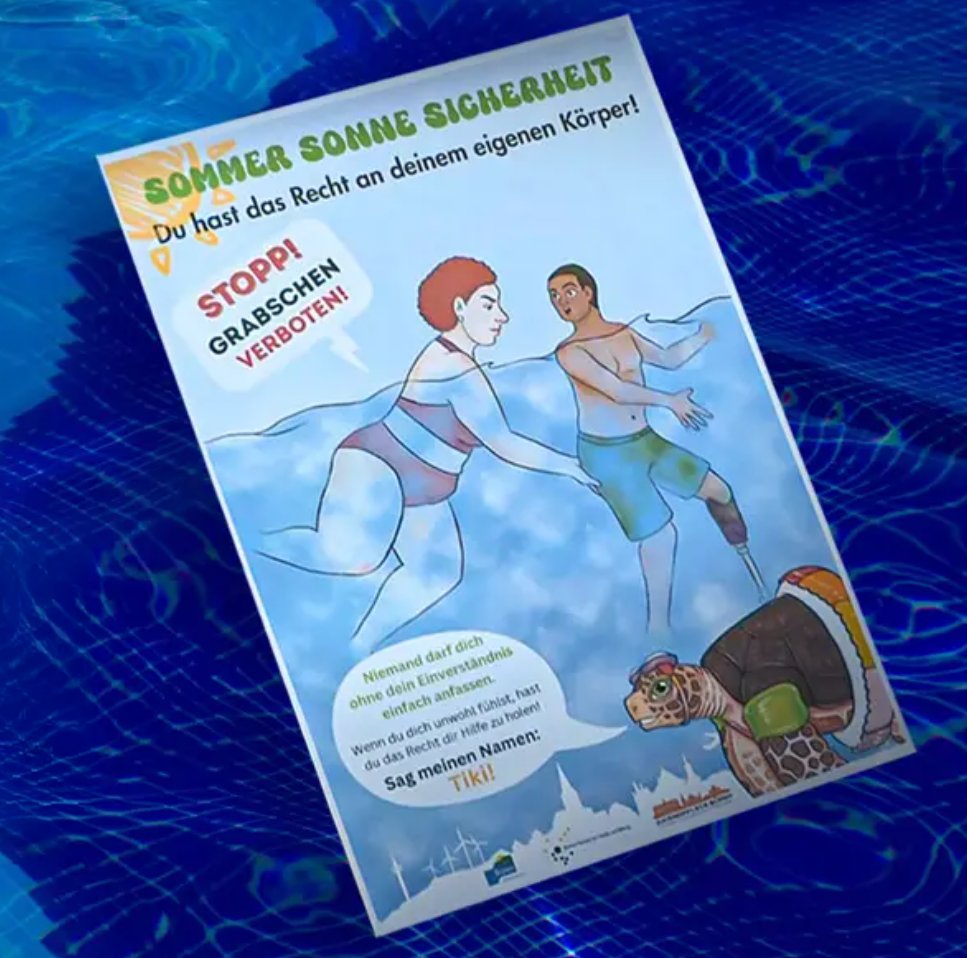 SOMMER SONNE SICHERHEIT
Du hast das Recht an deinem eigenen Körper!
STOPP!
GRABSCHEN
VERBOTEN!
Niemand darf dich
ohne dein Einverständnis
einfach anfassen.
Wenn du dich unwohl fühlst, hast
du das Recht dir Hilfe zu holen!
Sag meinen Namen:
Tiki!